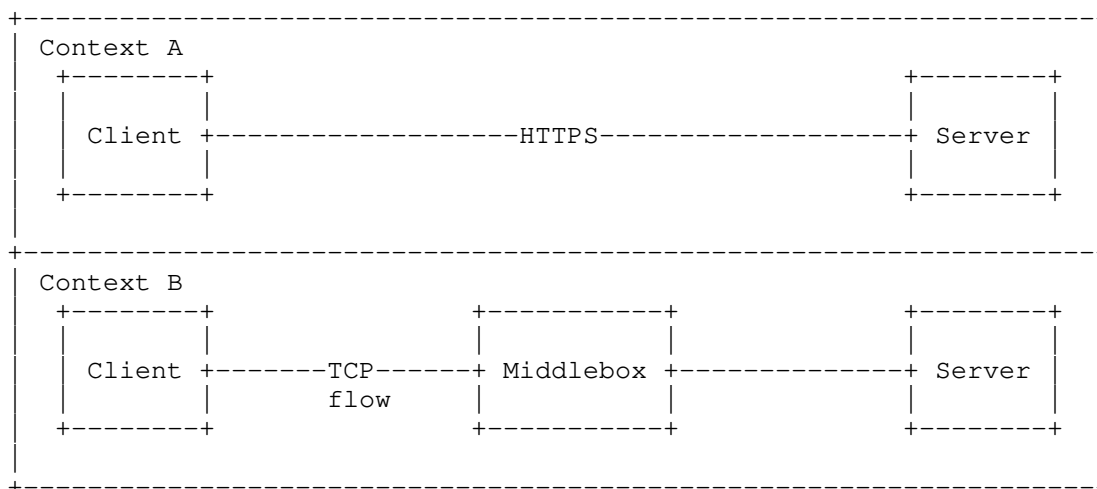 Context A
Client HTTPS Server
Context B
Client TCP Middlebox Server
flow